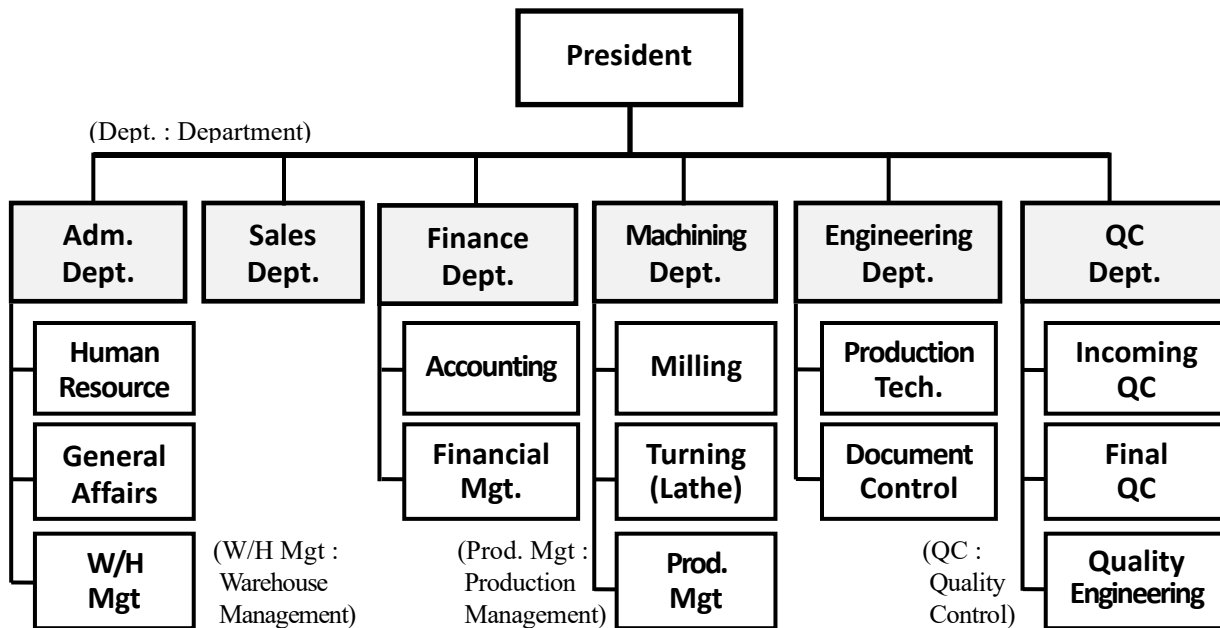 President
(Dept. : Department)
Adm.
Dept.
Sales
Dept.
Finance
Dept.
Machining
Dept.
Engineering
Dept.
QC
Dept.
Human
Resource
Accounting
Milling
Production
Tech.
Incoming
QC
General
Affairs
Financial
Mgt.
Turning
(Lathe)
Document
Control
Final
QC
W/H
Mgt
(W/H Mgt :
Warehouse
Management)
(Prod. Mgt :
Production
Management)
Prod.
Mgt
(QC :
Quality
Control)
Quality
Engineering